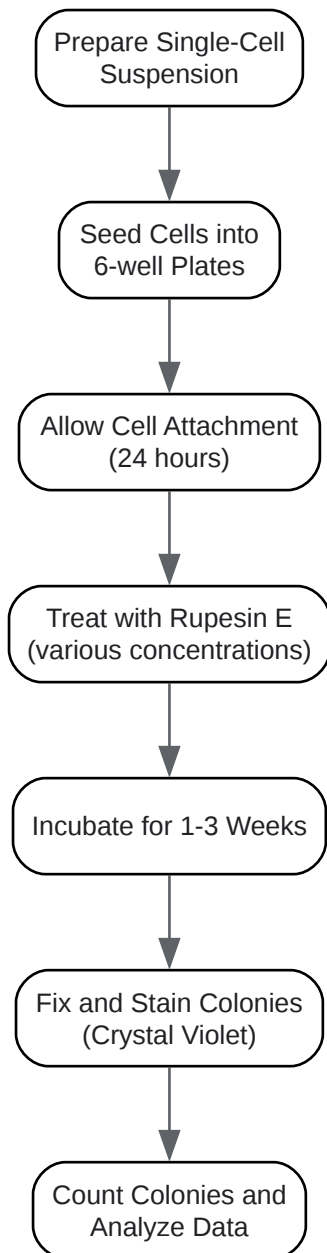 Prepare Single-Cell
Suspension
Seed Cells into
6-well Plates
Allow Cell Attachment
(24 hours)
Treat with Rupesin E
(various concentrations)
Incubate for 1-3 Weeks
Fix and Stain Colonies
(Crystal Violet)
Count Colonies and
Analyze Data